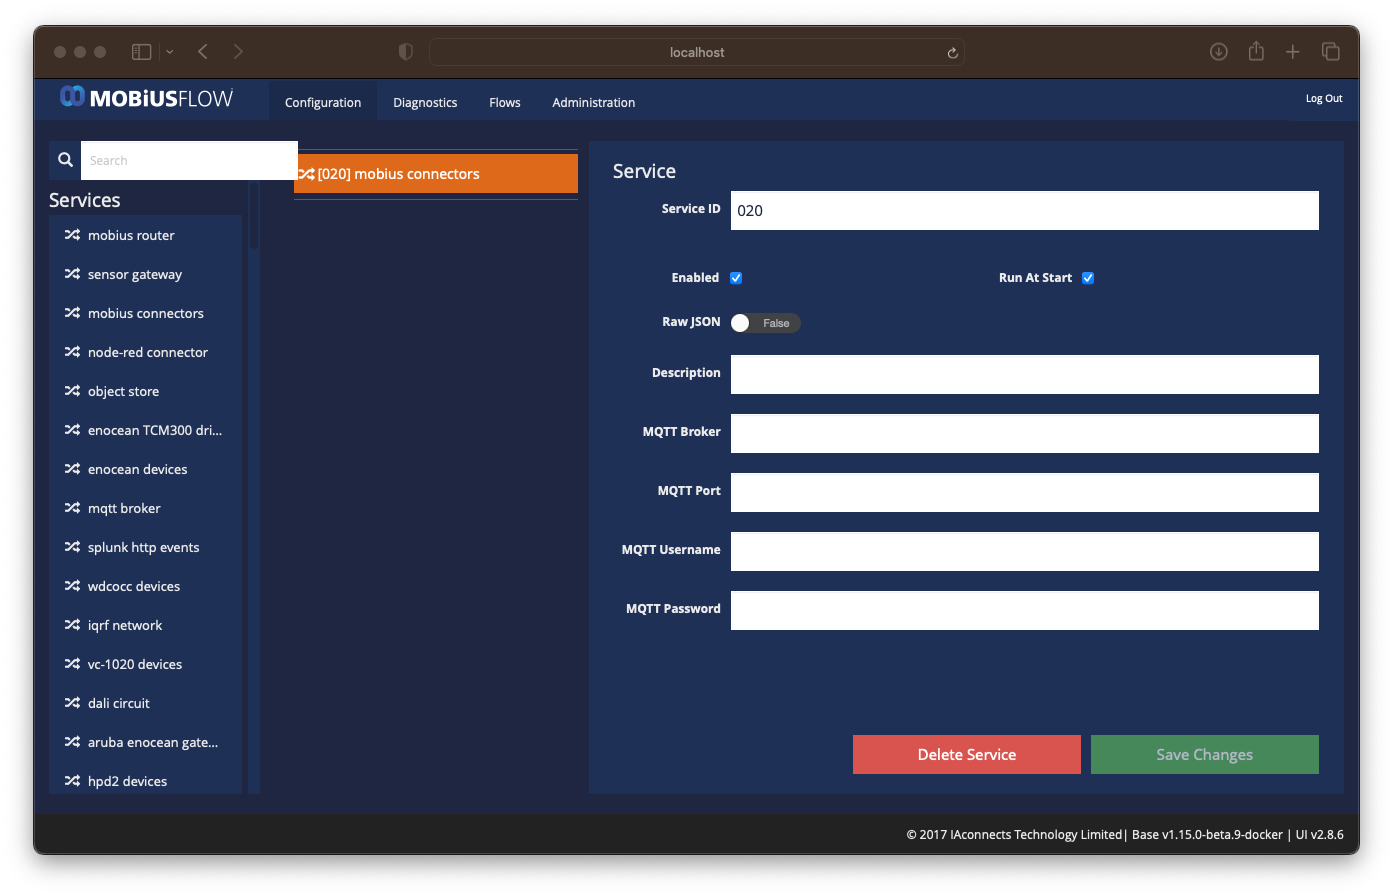 localhost
MOBiUSFLOW
Configuration
Diagnostics
Flows
Administration
Log Out
Search
Services
mobius router
sensor gateway
mobius connectors
node-red connector
object store
enocean TCM300 dri...
enocean devices
mqtt broker
splunk http events
wdcocc devices
iqrf network
vc-1020 devices
dali circuit
aruba enocean gate...
hpd2 devices
[020] mobius connectors
Service
Service ID 020
Enabled
Run At Start
Raw JSON False
Description
MQTT Broker
MQTT Port
MQTT Username
MQTT Password
Delete Service
Save Changes
© 2017 IAconnects Technology Limited| Base v1.15.0-beta.9-docker | UI v2.8.6